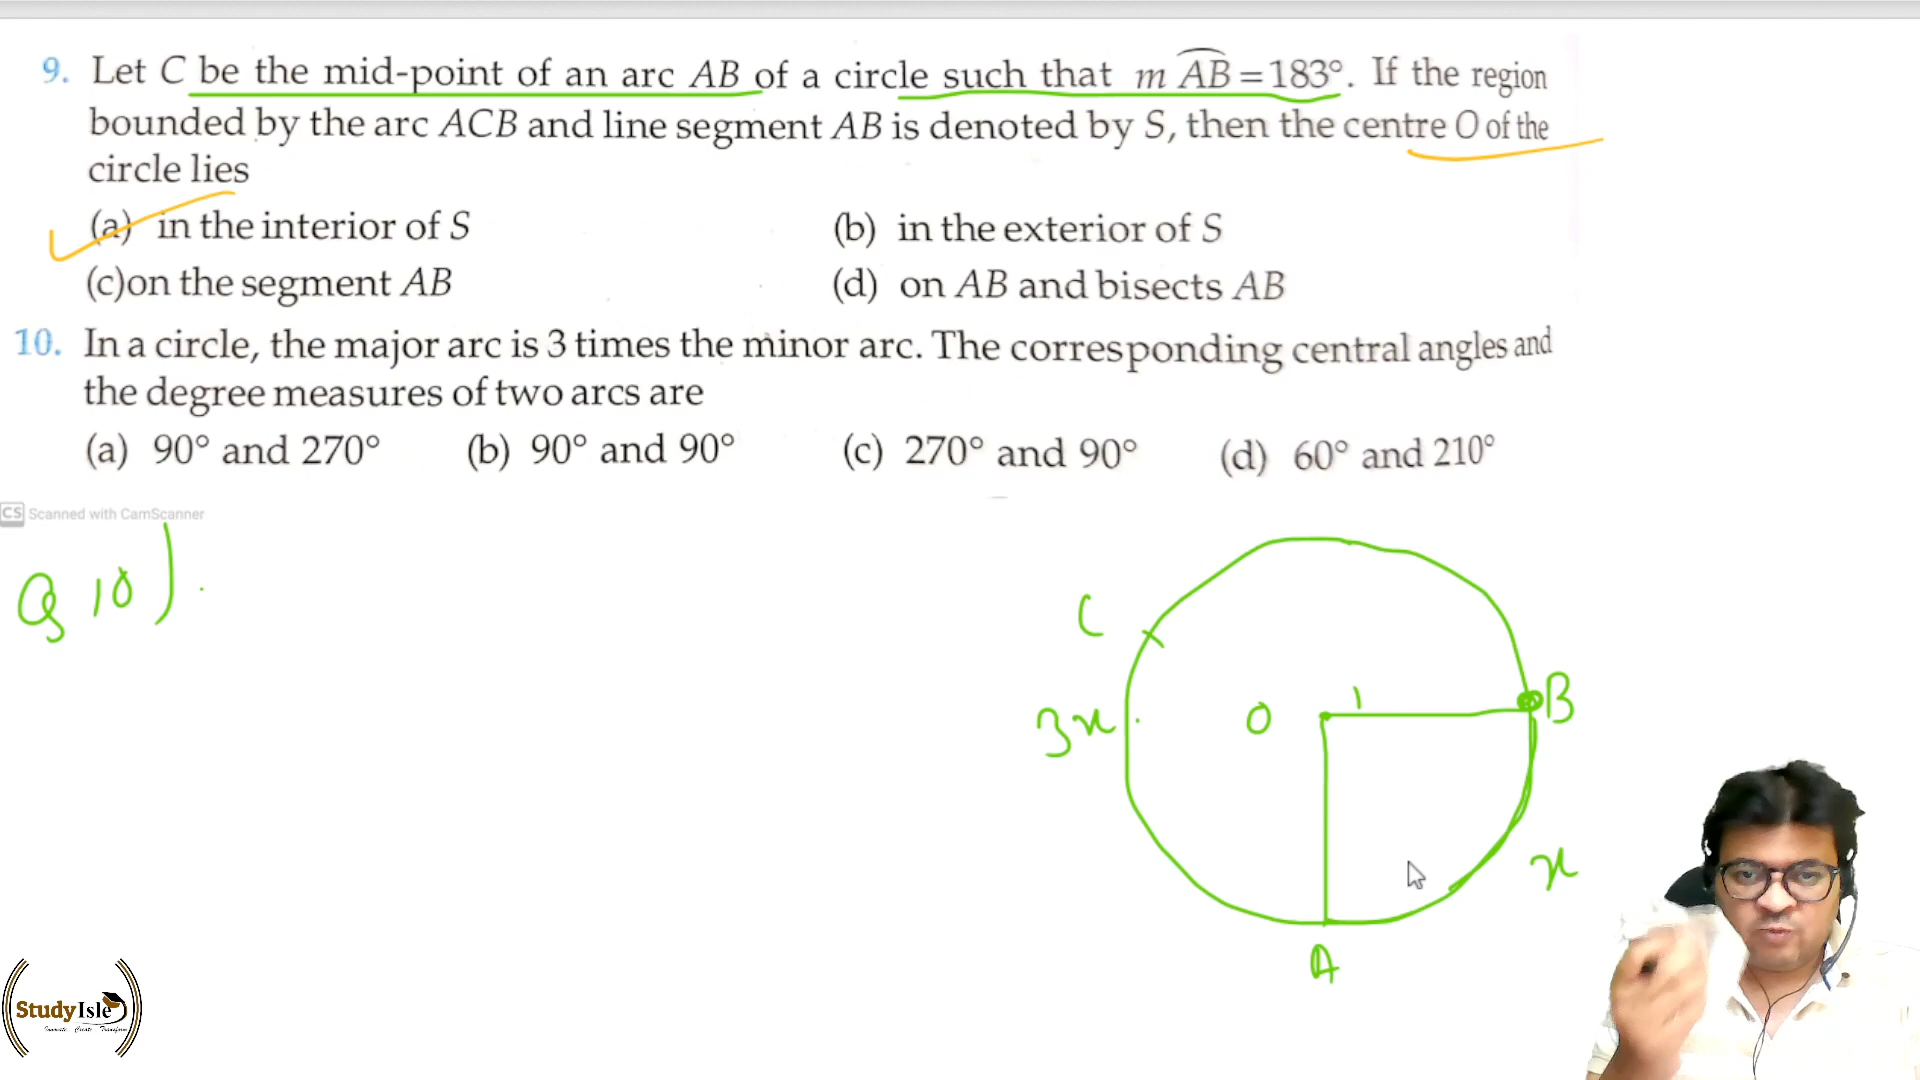 9. Let C be the mid-point of an arc AB of a circle such that m AB = 183°. If the region
bounded by the arc ACB and line segment AB is denoted by S, then the centre O of the
circle lies
(a) in the interior of S (b) in the exterior of S
(c)on the segment AB (d) on AB and bisects AB
10. In a circle, the major arc is 3 times the minor arc. The corresponding central angles and
the degree measures of two arcs are
(a) 90° and 270° (b) 90° and 90° (c) 270° and 90° (d) 60° and 210°
CS Scanned with CamScanner
Q 10)
C
3x O B
x
A
StudyIsle
Innovate Create Transform